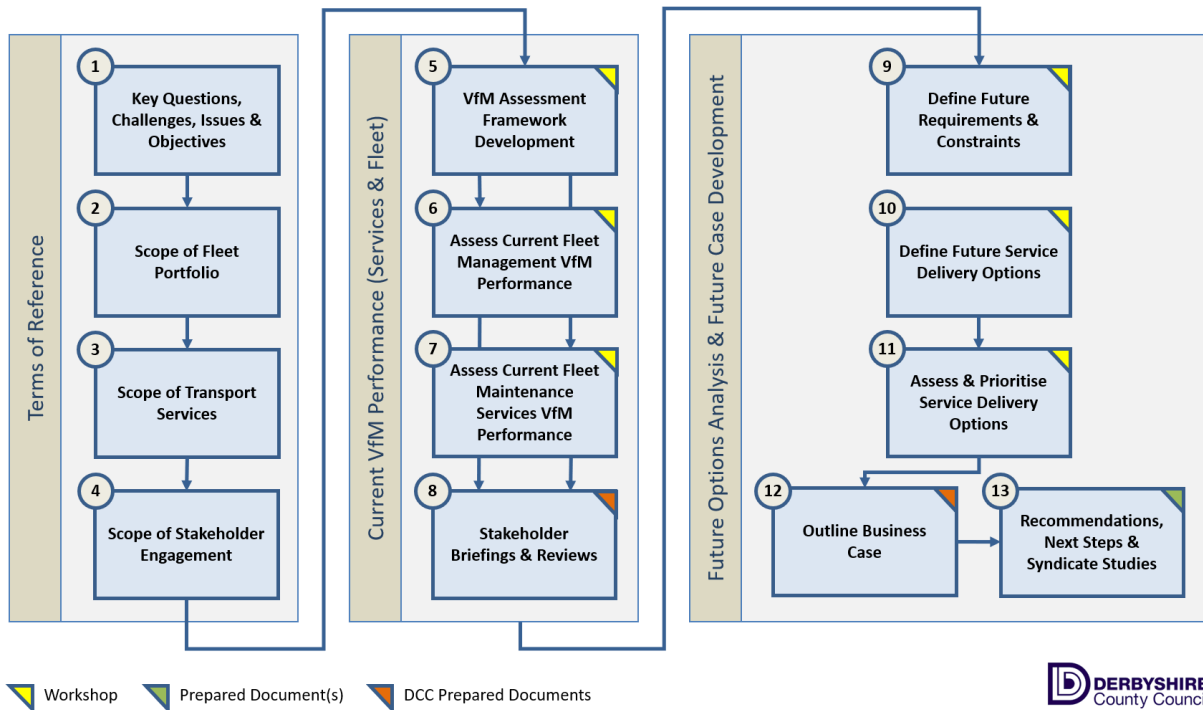 Terms of Reference
1
Key Questions,
Challenges, Issues &
Objectives
2
Scope of Fleet
Portfolio
3
Scope of Transport
Services
4
Scope of Stakeholder
Engagement
Current VfM Performance (Services & Fleet)
5
VfM Assessment
Framework
Development
6
Assess Current Fleet
Management VfM
Performance
7
Assess Current Fleet
Maintenance
Services VfM
Performance
8
Stakeholder
Briefings & Reviews
Future Options Analysis & Future Case Development
9
Define Future
Requirements &
Constraints
10
Define Future Service
Delivery Options
11
Assess & Prioritise
Service Delivery
Options
12
Outline Business
Case
13
Recommendations,
Next Steps &
Syndicate Studies
Workshop
Prepared Document(s)
DCC Prepared Documents
DERBYSHIRE
County Council